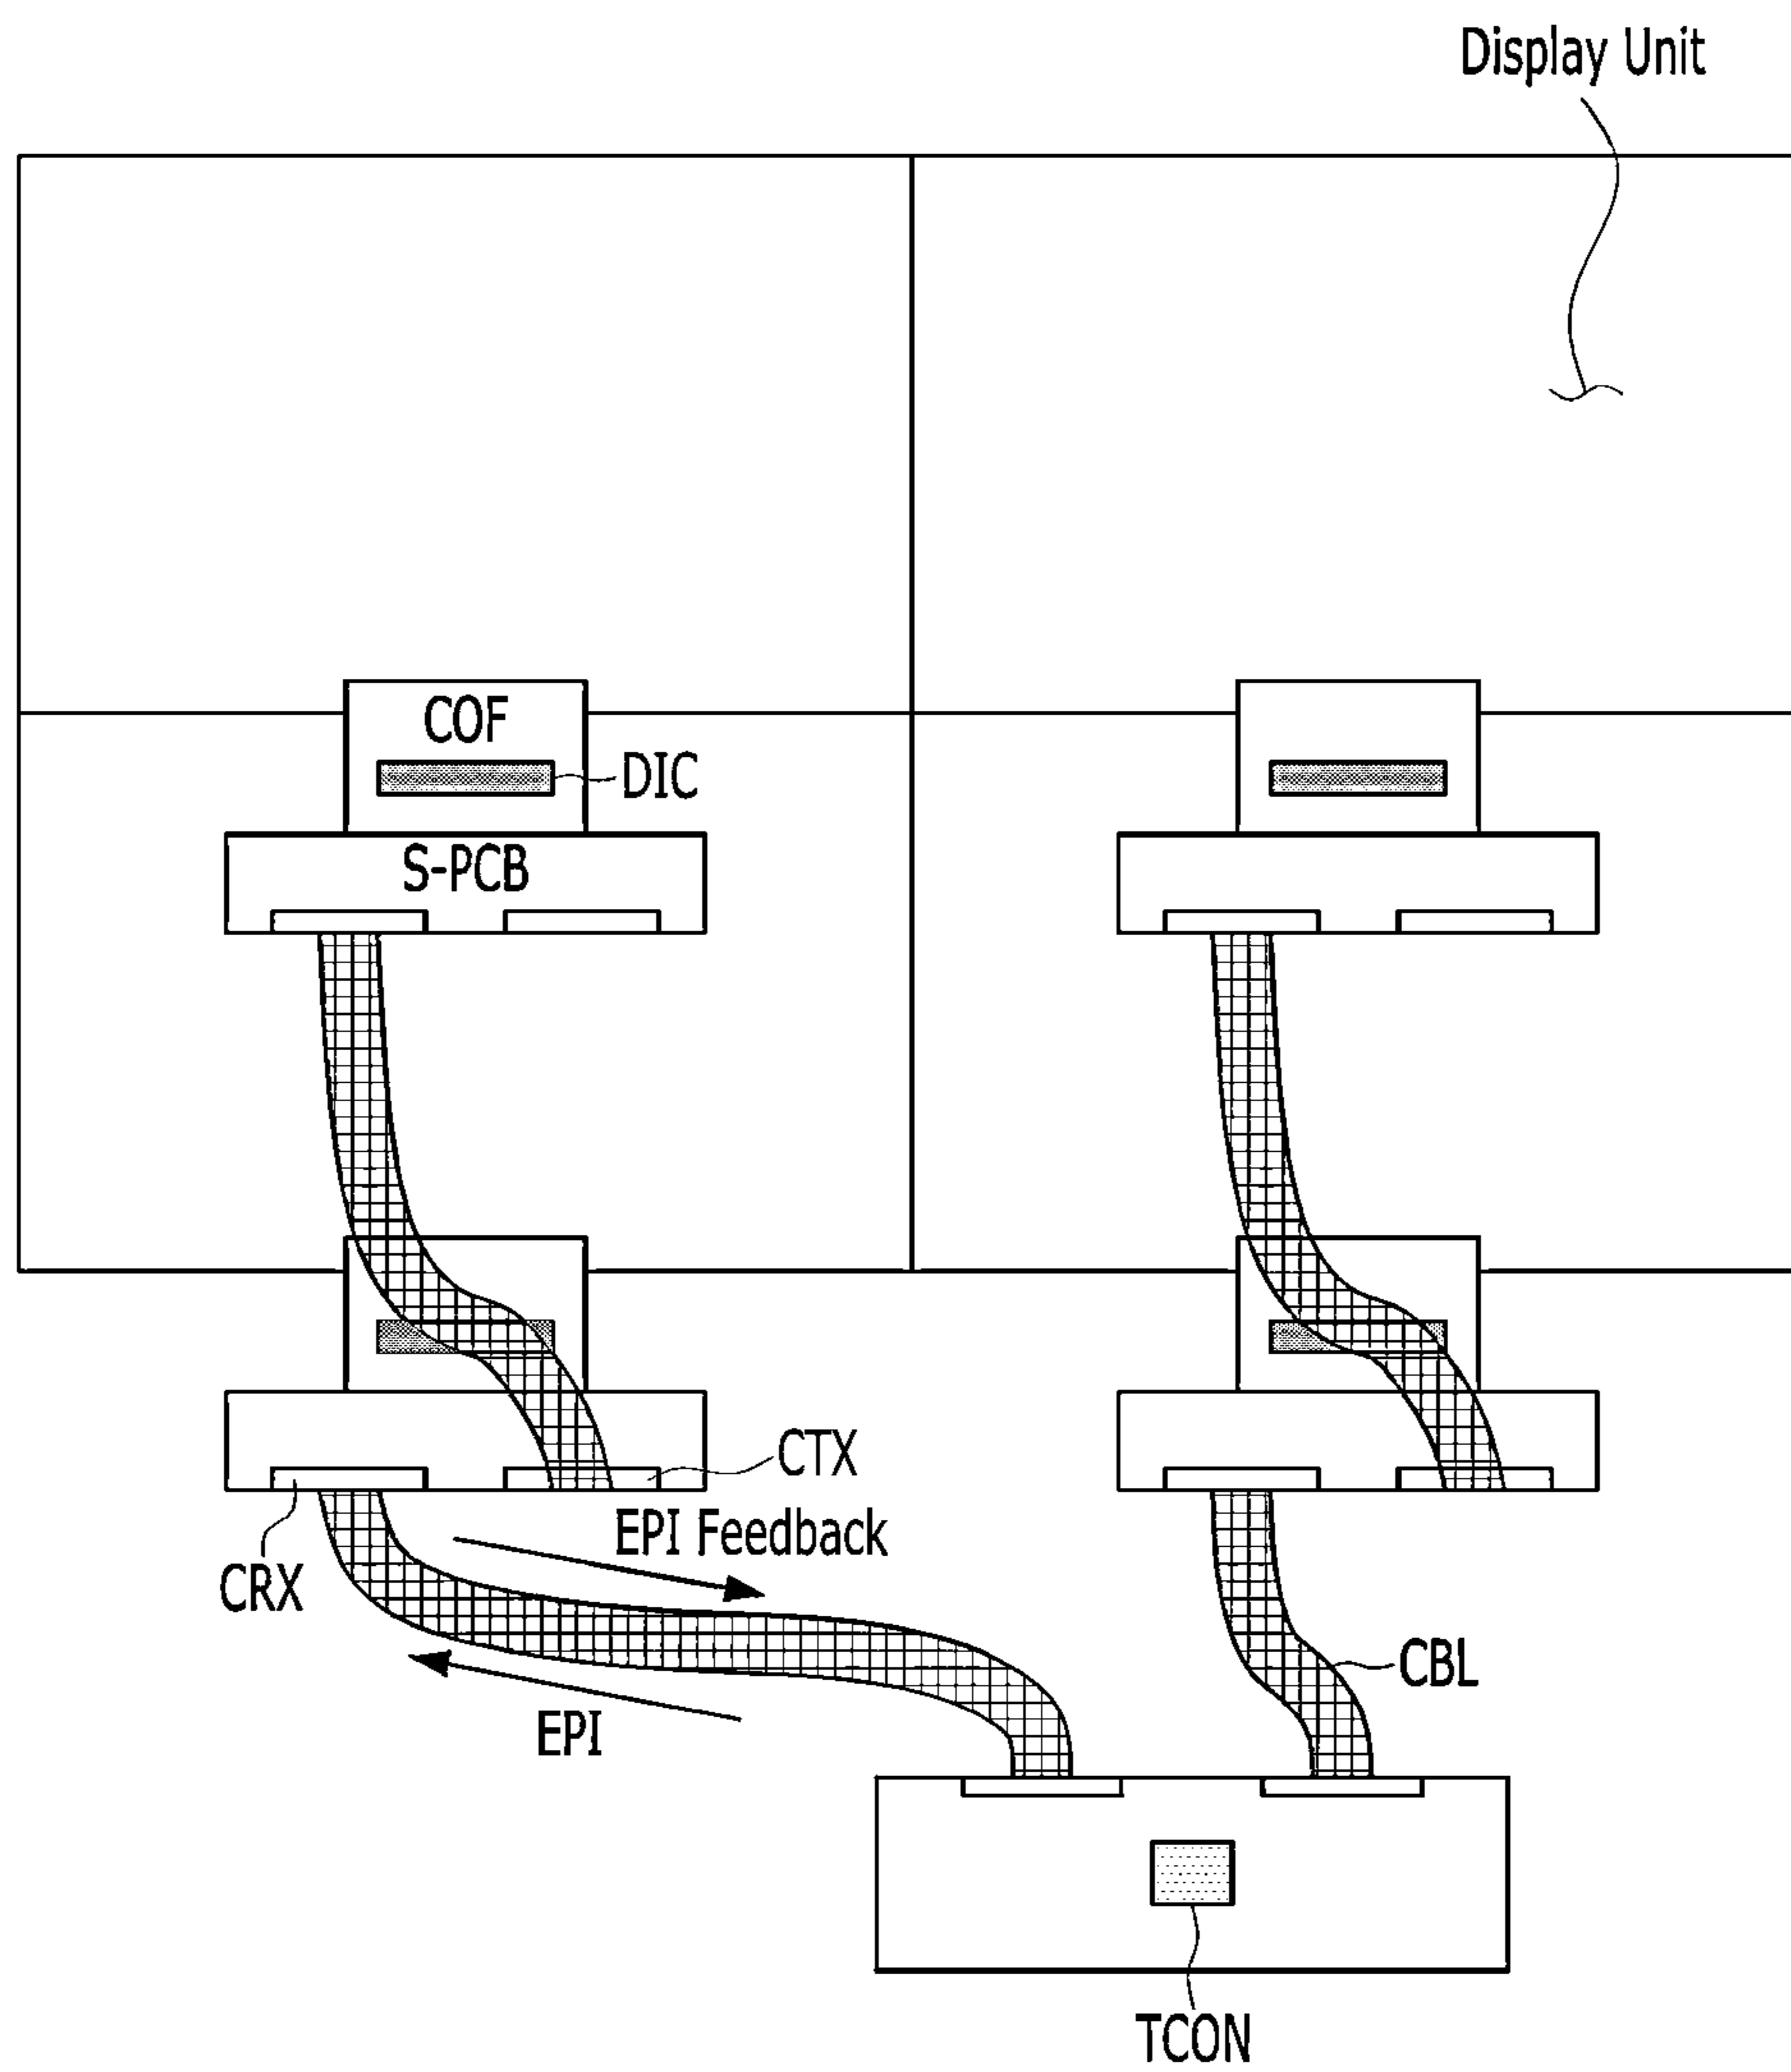 Display Unit
COF
DIC
S-PCB
CTX
EPI Feedback
CRX
CBL
EPI
TCON